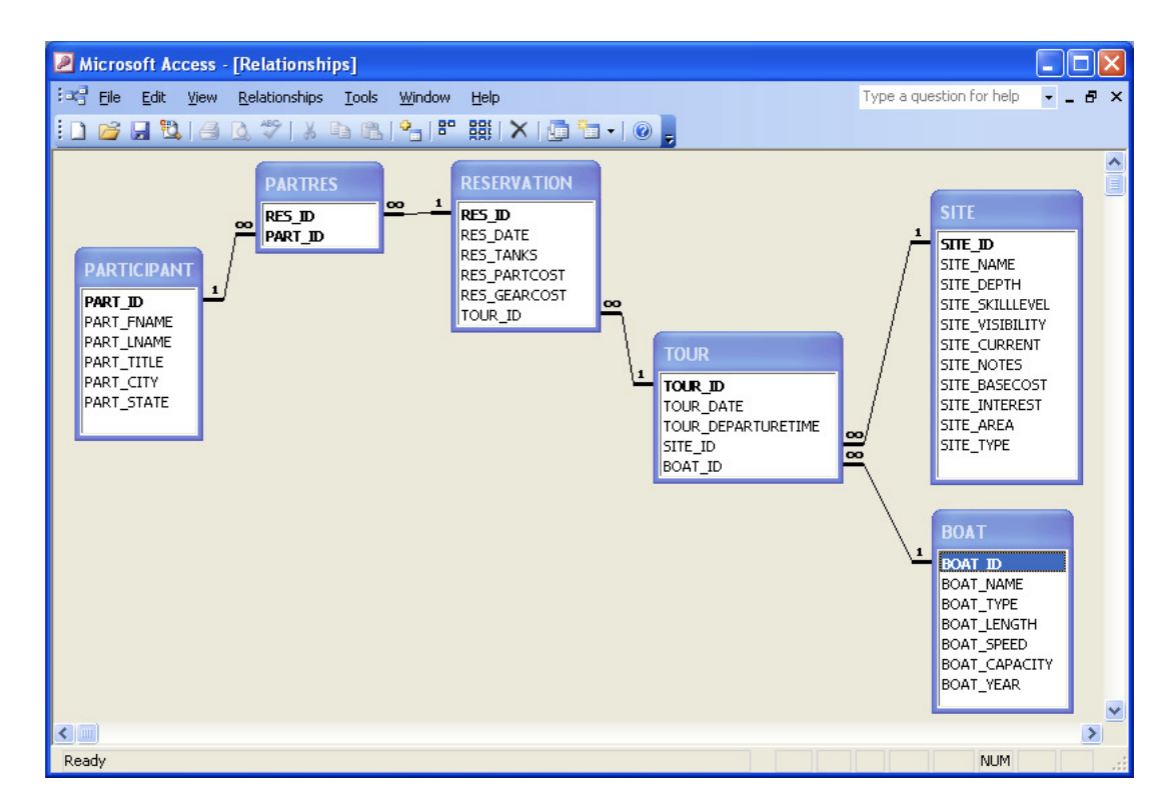 Microsoft Access - [Relationships]
File Edit View Relationships Tools Window Help Type a question for help
PARTRES
RES_ID
PART_ID
RESERVATION
RES_ID
RES_DATE
RES_TANKS
RES_PARTCOST
RES_GEARCOST
TOUR_ID
PARTICIPANT
PART_ID
PART_FNAME
PART_LNAME
PART_TITLE
PART_CITY
PART_STATE
TOUR
TOUR_ID
TOUR_DATE
TOUR_DEPARTURETIME
SITE_ID
BOAT_ID
SITE
SITE_ID
SITE_NAME
SITE_DEPTH
SITE_SKILLLEVEL
SITE_VISIBILITY
SITE_CURRENT
SITE_NOTES
SITE_BASECOST
SITE_INTEREST
SITE_AREA
SITE_TYPE
BOAT
BOAT_ID
BOAT_NAME
BOAT_TYPE
BOAT_LENGTH
BOAT_SPEED
BOAT_CAPACITY
BOAT_YEAR
∞ 1
∞ 1
∞ 1
∞ 1
∞ 1
Ready NUM